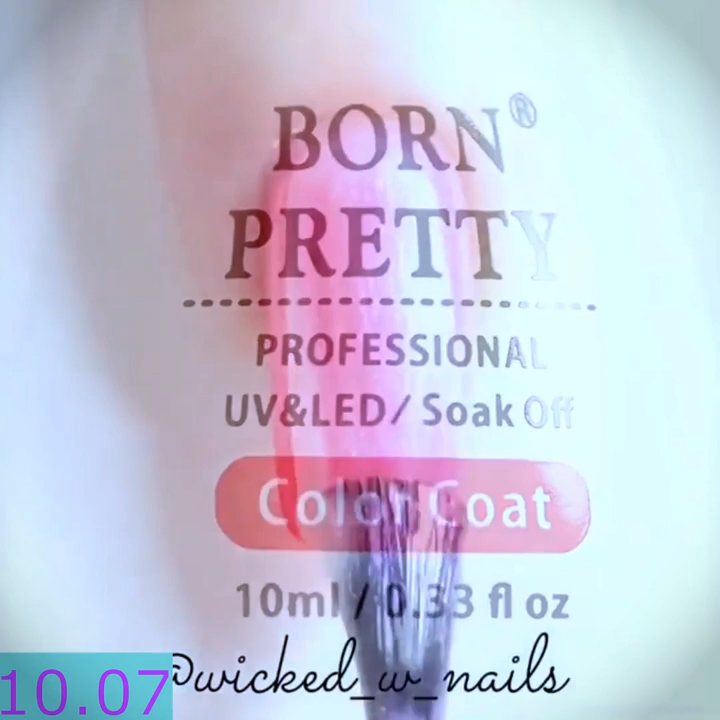 BORN®
PRETTY
PROFESSIONAL
UV&LED/ Soak Off
Color Coat
10ml / 0.33 fl oz
@wicked_w_nails
10.07